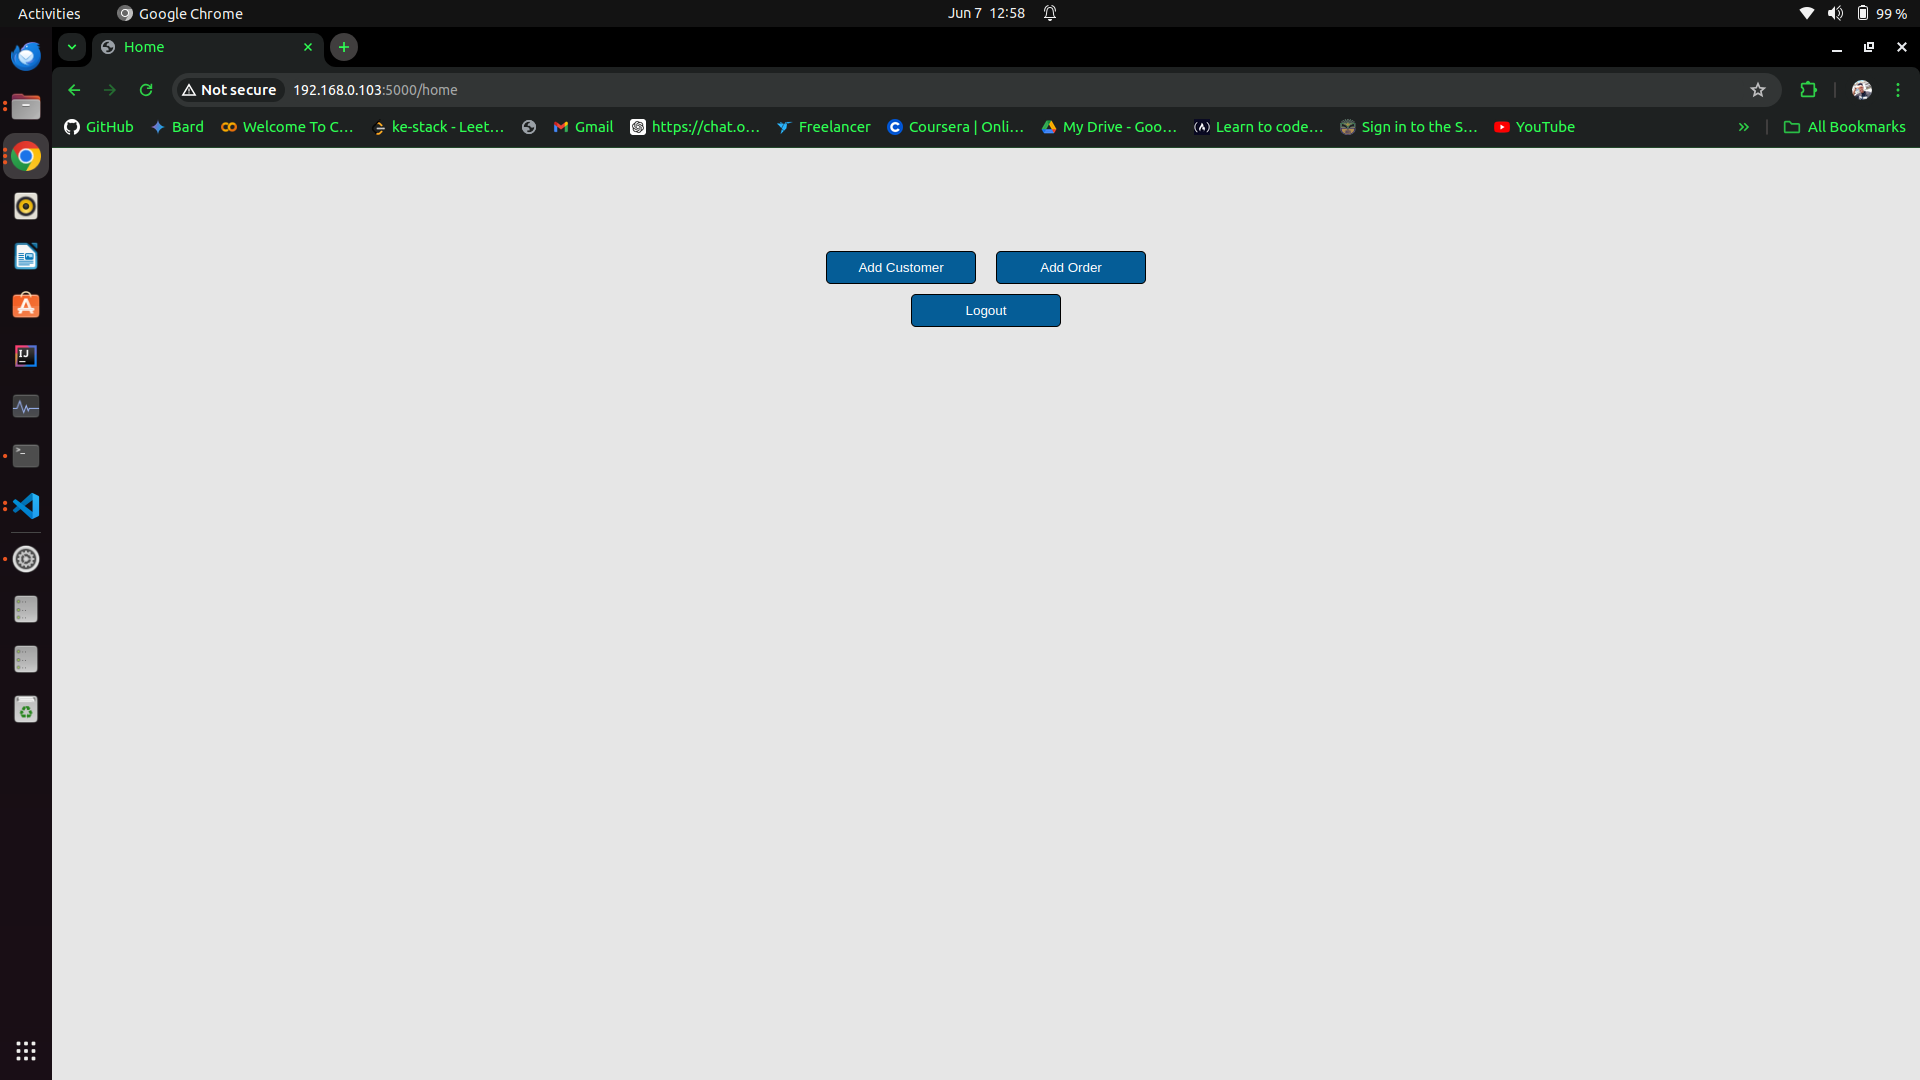 Activities Google Chrome Jun 7 12:58 99 %
Home
Not secure 192.168.0.103:5000/home
GitHub Bard Welcome To C... ke-stack - Leet... Gmail https://chat.o... Freelancer Coursera | Onli... My Drive - Goo... Learn to code... Sign in to the S... YouTube » All Bookmarks
Add Customer Add Order
Logout